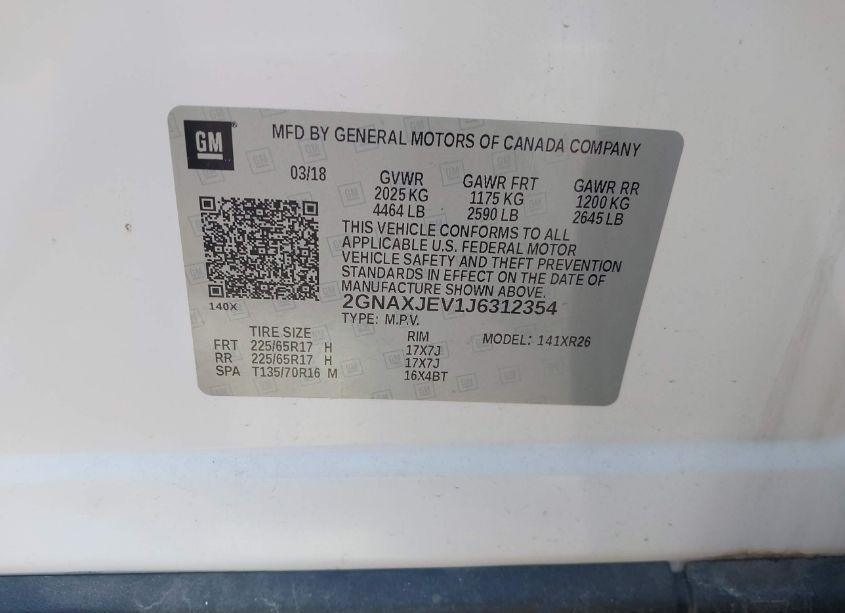 GM
MFD BY GENERAL MOTORS OF CANADA COMPANY
03/18
GVWR GAWR FRT GAWR RR
2025 KG 1175 KG 1200 KG
4464 LB 2590 LB 2645 LB
THIS VEHICLE CONFORMS TO ALL
APPLICABLE U.S. FEDERAL MOTOR
VEHICLE SAFETY AND THEFT PREVENTION
STANDARDS IN EFFECT ON THE DATE OF
MANUFACTURE SHOWN ABOVE.
140X
2GNAXJEV1J6312354
TYPE: M.P.V.
TIRE SIZE RIM MODEL: 141XR26
FRT 225/65R17 H 17X7J
RR 225/65R17 H 17X7J
SPA T135/70R16 M 16X4BT